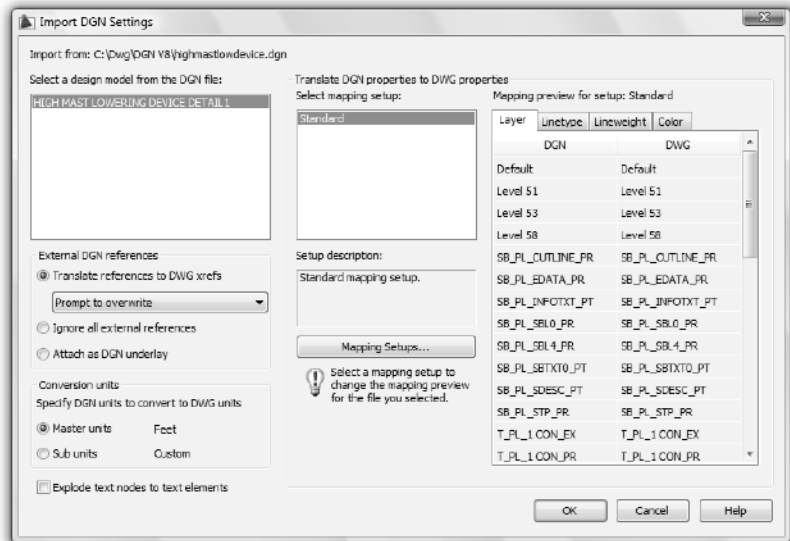 Import DGN Settings
Import from: C:\Dwg\DGN V8\highmastlowdevice.dgn
Select a design model from the DGN file:
HIGH MAST LOWERING DEVICE DETAIL1
External DGN references
Translate references to DWG xrefs
Prompt to overwrite
Ignore all external references
Attach as DGN underlay
Conversion units
Specify DGN units to convert to DWG units
Master units Feet
Sub units Custom
Explode text nodes to text elements
Translate DGN properties to DWG properties
Select mapping setup:
Standard
Setup description:
Standard mapping setup.
Mapping Setups...
Select a mapping setup to
change the mapping preview
for the file you selected.
Mapping preview for setup: Standard
Layer Linetype Lineweight Color
DGN DWG
Default Default
Level 51 Level 51
Level 53 Level 53
Level 58 Level 58
SB_PL_CUTLINE_PR SB_PL_CUTLINE_PR
SB_PL_EDATA_PR SB_PL_EDATA_PR
SB_PL_INFOTXT_PT SB_PL_INFOTXT_PT
SB_PL_SBL0_PR SB_PL_SBL0_PR
SB_PL_SBL4_PR SB_PL_SBL4_PR
SB_PL_SBTXT0_PT SB_PL_SBTXT0_PT
SB_PL_SDESC_PT SB_PL_SDESC_PT
SB_PL_STP_PR SB_PL_STP_PR
T_PL_1 CON_EX T_PL_1 CON_EX
T_PL_1 CON_PR T_PL_1 CON_PR
OK Cancel Help